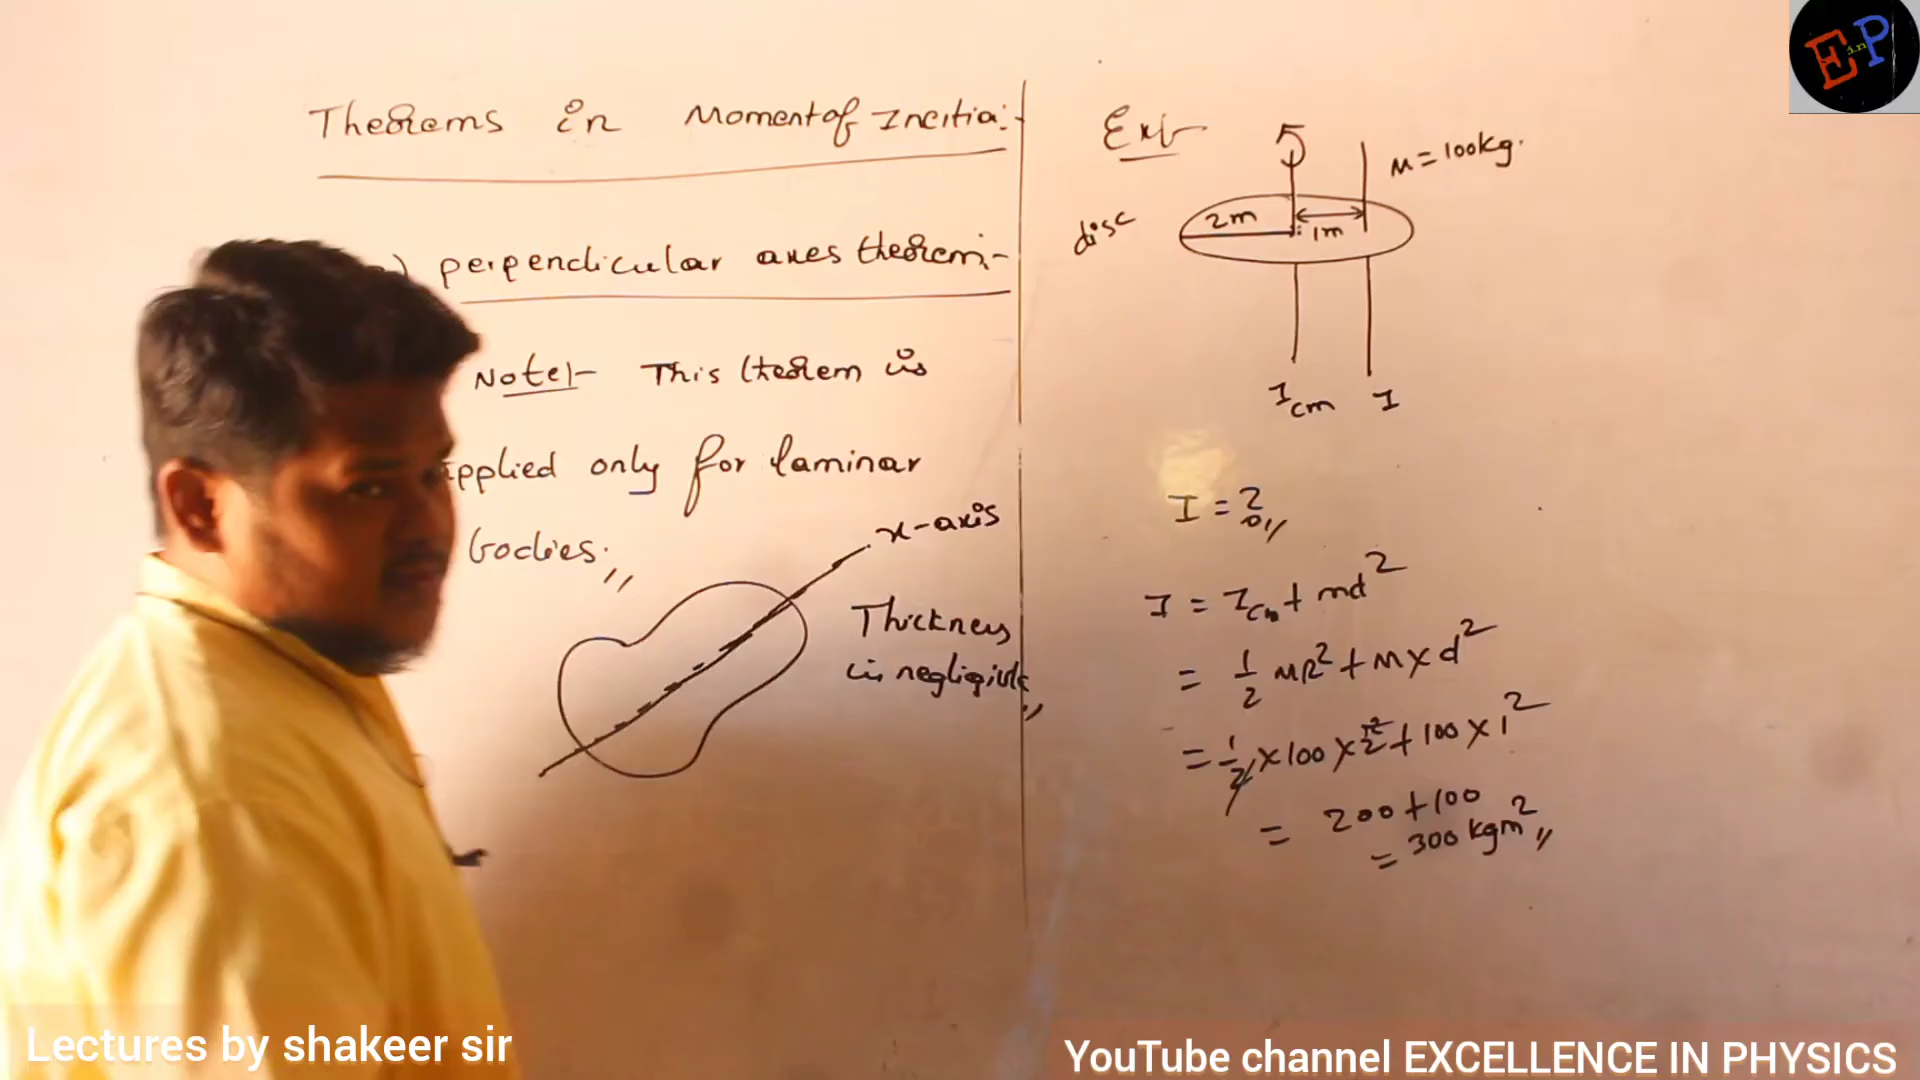 Theorems in Moment of Inertia:-
) perpendicular axes theorem:-
Note:- This theorem is
applied only for laminar
bodies.
x-axis
Thickness
is negligible
Ex:-
M = 100kg.
disc
2m
1m
Icm I
I = ?
I = Icm + md²
= 1/2 MR² + M x d²
= 1/2 x 100 x 2² + 100 x 1²
= 200 + 100
= 300 kgm²
E in P
Lectures by shakeer sir
YouTube channel EXCELLENCE IN PHYSICS